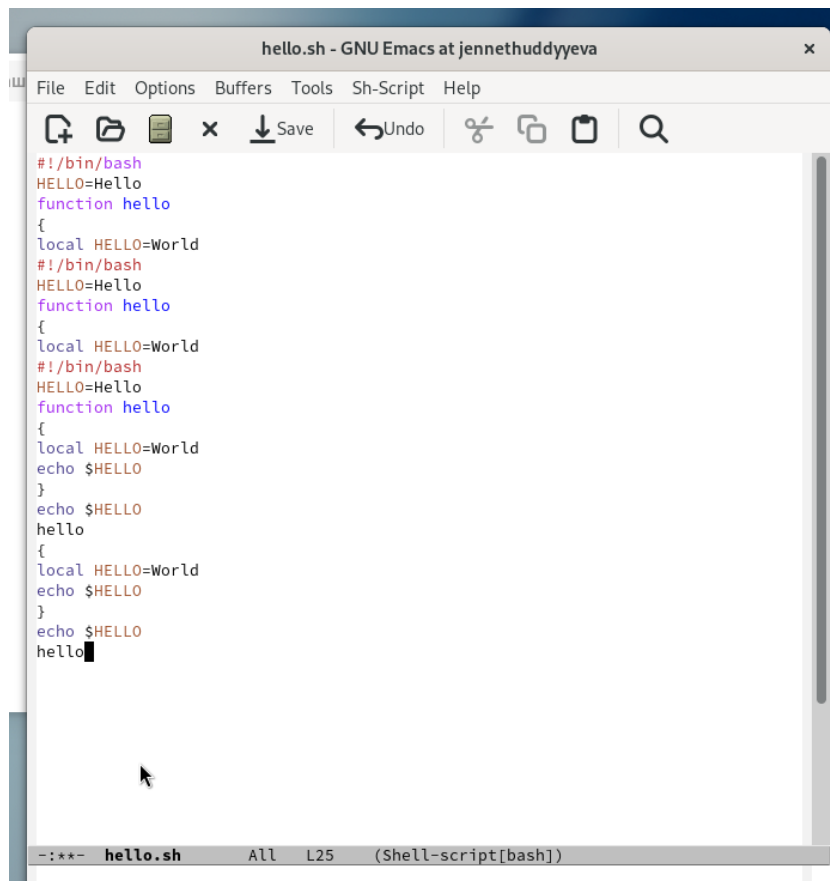 hello.sh - GNU Emacs at jennethuddyyeva
File Edit Options Buffers Tools Sh-Script Help
Save Undo
#!/bin/bash
HELLO=Hello
function hello
{
local HELLO=World
#!/bin/bash
HELLO=Hello
function hello
{
local HELLO=World
#!/bin/bash
HELLO=Hello
function hello
{
local HELLO=World
echo $HELLO
}
echo $HELLO
hello
{
local HELLO=World
echo $HELLO
}
echo $HELLO
hello
-:**- hello.sh All L25 (Shell-script[bash])